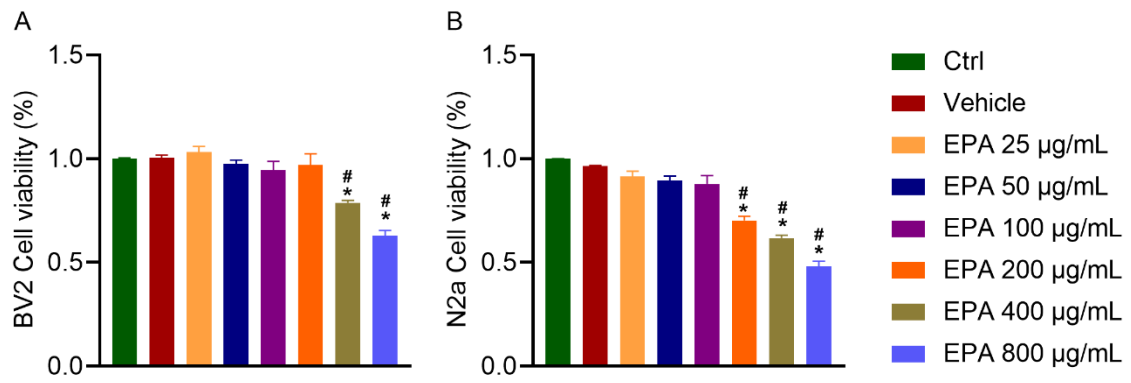 A
BV2 Cell viability (%)
1.5
1.0
0.5
0.0
#
*
#
*
B
N2a Cell viability (%)
1.5
1.0
0.5
0.0
#
*
#
*
#
*
Ctrl
Vehicle
EPA 25 µg/mL
EPA 50 µg/mL
EPA 100 µg/mL
EPA 200 µg/mL
EPA 400 µg/mL
EPA 800 µg/mL